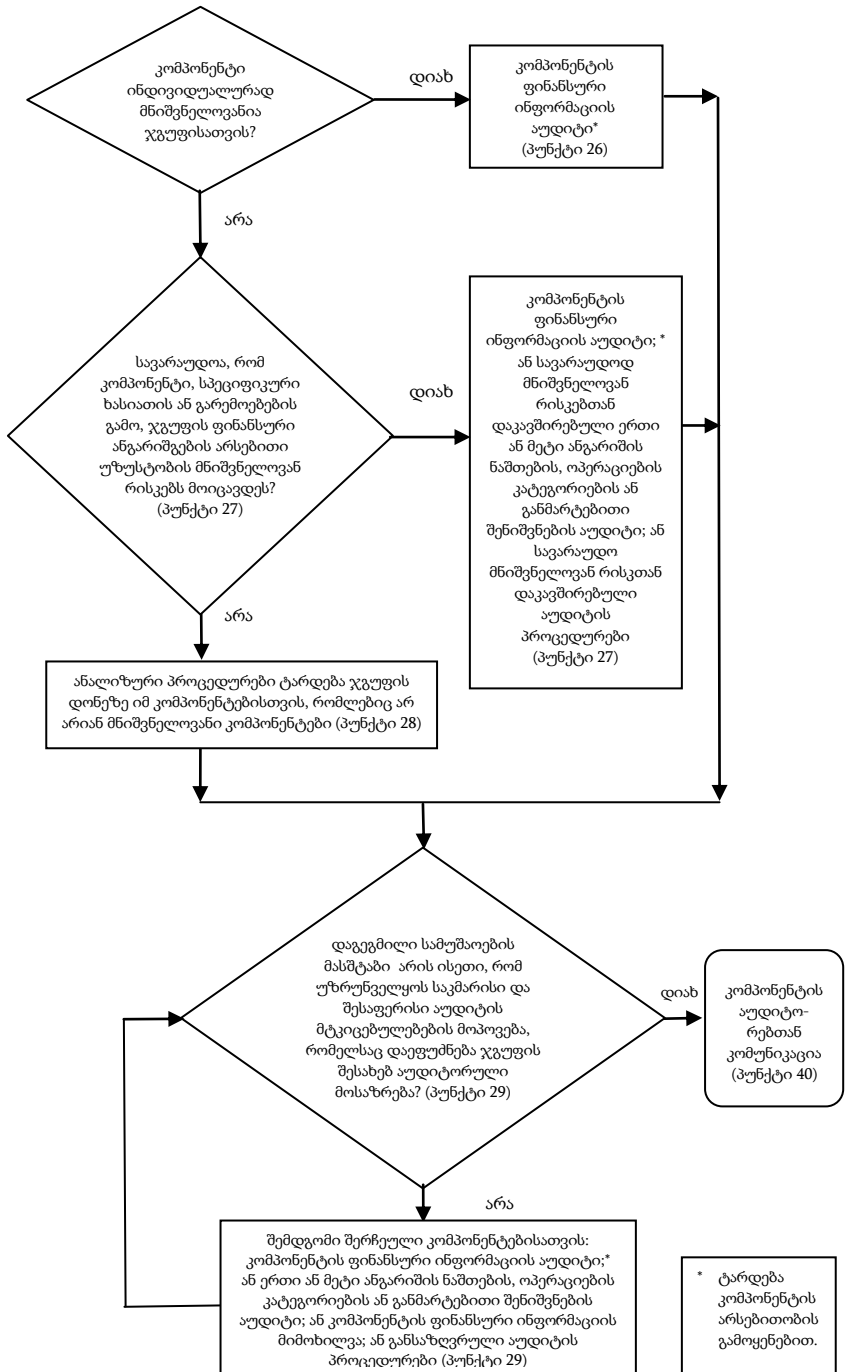 კომპონენტი
ინდივიდუალურად
მნიშვნელოვანია
ჯგუფისათვის?
დიახ
კომპონენტის
ფინანსური
ინფორმაციის
აუდიტი*
(პუნქტი 26)
არა
სავარაუდოა, რომ
კომპონენტი, სპეციფიკური
ხასიათის ან გარემოებების
გამო, ჯგუფის ფინანსური
ანგარიშგების არსებითი
უზუსტობის მნიშვნელოვან
რისკებს მოიცავდეს?
(პუნქტი 27)
დიახ
კომპონენტის
ფინანსური
ინფორმაციის აუდიტი; *
ან სავარაუდოდ
მნიშვნელოვან
რისკებთან
დაკავშირებული ერთი
ან მეტი ანგარიშის
ნაშთების, ოპერაციების
კატეგორიების ან
განმარტებითი
შენიშვნების აუდიტი; ან
სავარაუდო
მნიშვნელოვან რისკთან
დაკავშირებული
აუდიტის
პროცედურები
(პუნქტი 27)
არა
ანალიზური პროცედურები ტარდება ჯგუფის
დონეზე იმ კომპონენტებისთვის, რომლებიც არ
არიან მნიშვნელოვანი კომპონენტები (პუნქტი 28)
დაგეგმილი სამუშაოების
მასშტაბი არის ისეთი, რომ
უზრუნველყოს საკმარისი და
შესაფერისი აუდიტის
მტკიცებულებების მოპოვება,
რომელსაც დაეფუძნება ჯგუფის
შესახებ აუდიტორული
მოსაზრება? (პუნქტი 29)
დიახ
კომპონენტის
აუდიტო-
რებთან
კომუნიკაცია
(პუნქტი 40)
არა
შემდგომი შერჩეული კომპონენტებისათვის:
კომპონენტის ფინანსური ინფორმაციის აუდიტი;*
ან ერთი ან მეტი ანგარიშის ნაშთების, ოპერაციების
კატეგორიების ან განმარტებითი შენიშვნების
აუდიტი; ან კომპონენტის ფინანსური ინფორმაციის
მიმოხილვა; ან განსაზღვრული აუდიტის
პროცედურები (პუნქტი 29)
* ტარდება
კომპონენტის
არსებითობის
გამოყენებით.